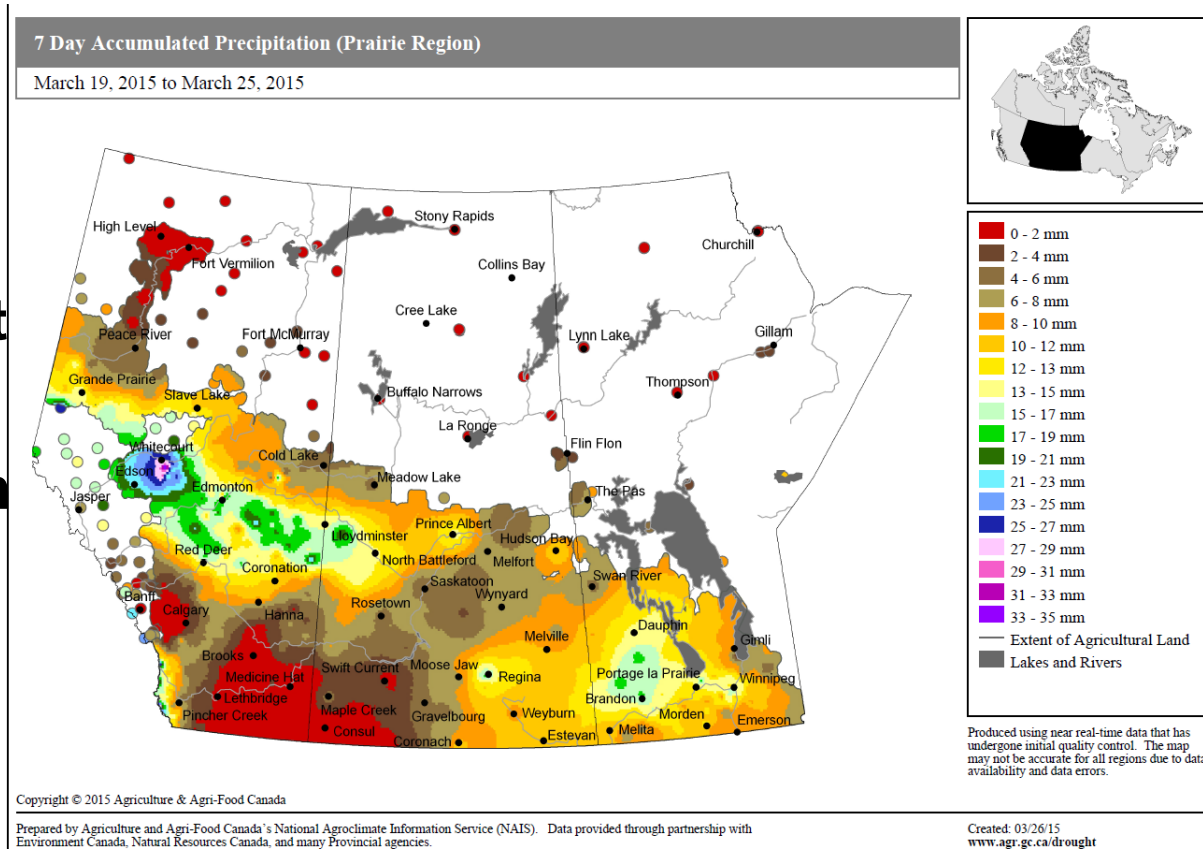 7 Day Accumulated Precipitation (Prairie Region)
March 19, 2015 to March 25, 2015
High Level
Fort Vermilion
Stony Rapids
Churchill
Collins Bay
Cree Lake
Peace River
Fort McMurray
Lynn Lake
Gillam
Grande Prairie
Slave Lake
Buffalo Narrows
Thompson
La Ronge
Flin Flon
Whitecourt
Cold Lake
Edson
Meadow Lake
Jasper
Edmonton
The Pas
Lloydminster
Prince Albert
Hudson Bay
Red Deer
North Battleford
Melfort
Coronation
Saskatoon
Swan River
Banff
Wynyard
Calgary
Hanna
Rosetown
Dauphin
Melville
Gimli
Brooks
Swift Current
Moose Jaw
Medicine Hat
Regina
Portage la Prairie
Winnipeg
Lethbridge
Brandon
Pincher Creek
Maple Creek
Gravelbourg
Weyburn
Morden
Emerson
Consul
Melita
Coronach
Estevan
0 - 2 mm
2 - 4 mm
4 - 6 mm
6 - 8 mm
8 - 10 mm
10 - 12 mm
12 - 13 mm
13 - 15 mm
15 - 17 mm
17 - 19 mm
19 - 21 mm
21 - 23 mm
23 - 25 mm
25 - 27 mm
27 - 29 mm
29 - 31 mm
31 - 33 mm
33 - 35 mm
Extent of Agricultural Land
Lakes and Rivers
Produced using near real-time data that has
undergone initial quality control. The map
may not be accurate for all regions due to data
availability and data errors.
Copyright © 2015 Agriculture & Agri-Food Canada
Prepared by Agriculture and Agri-Food Canada's National Agroclimate Information Service (NAIS). Data provided through partnership with
Environment Canada, Natural Resources Canada, and many Provincial agencies.
Created: 03/26/15
www.agr.gc.ca/drought